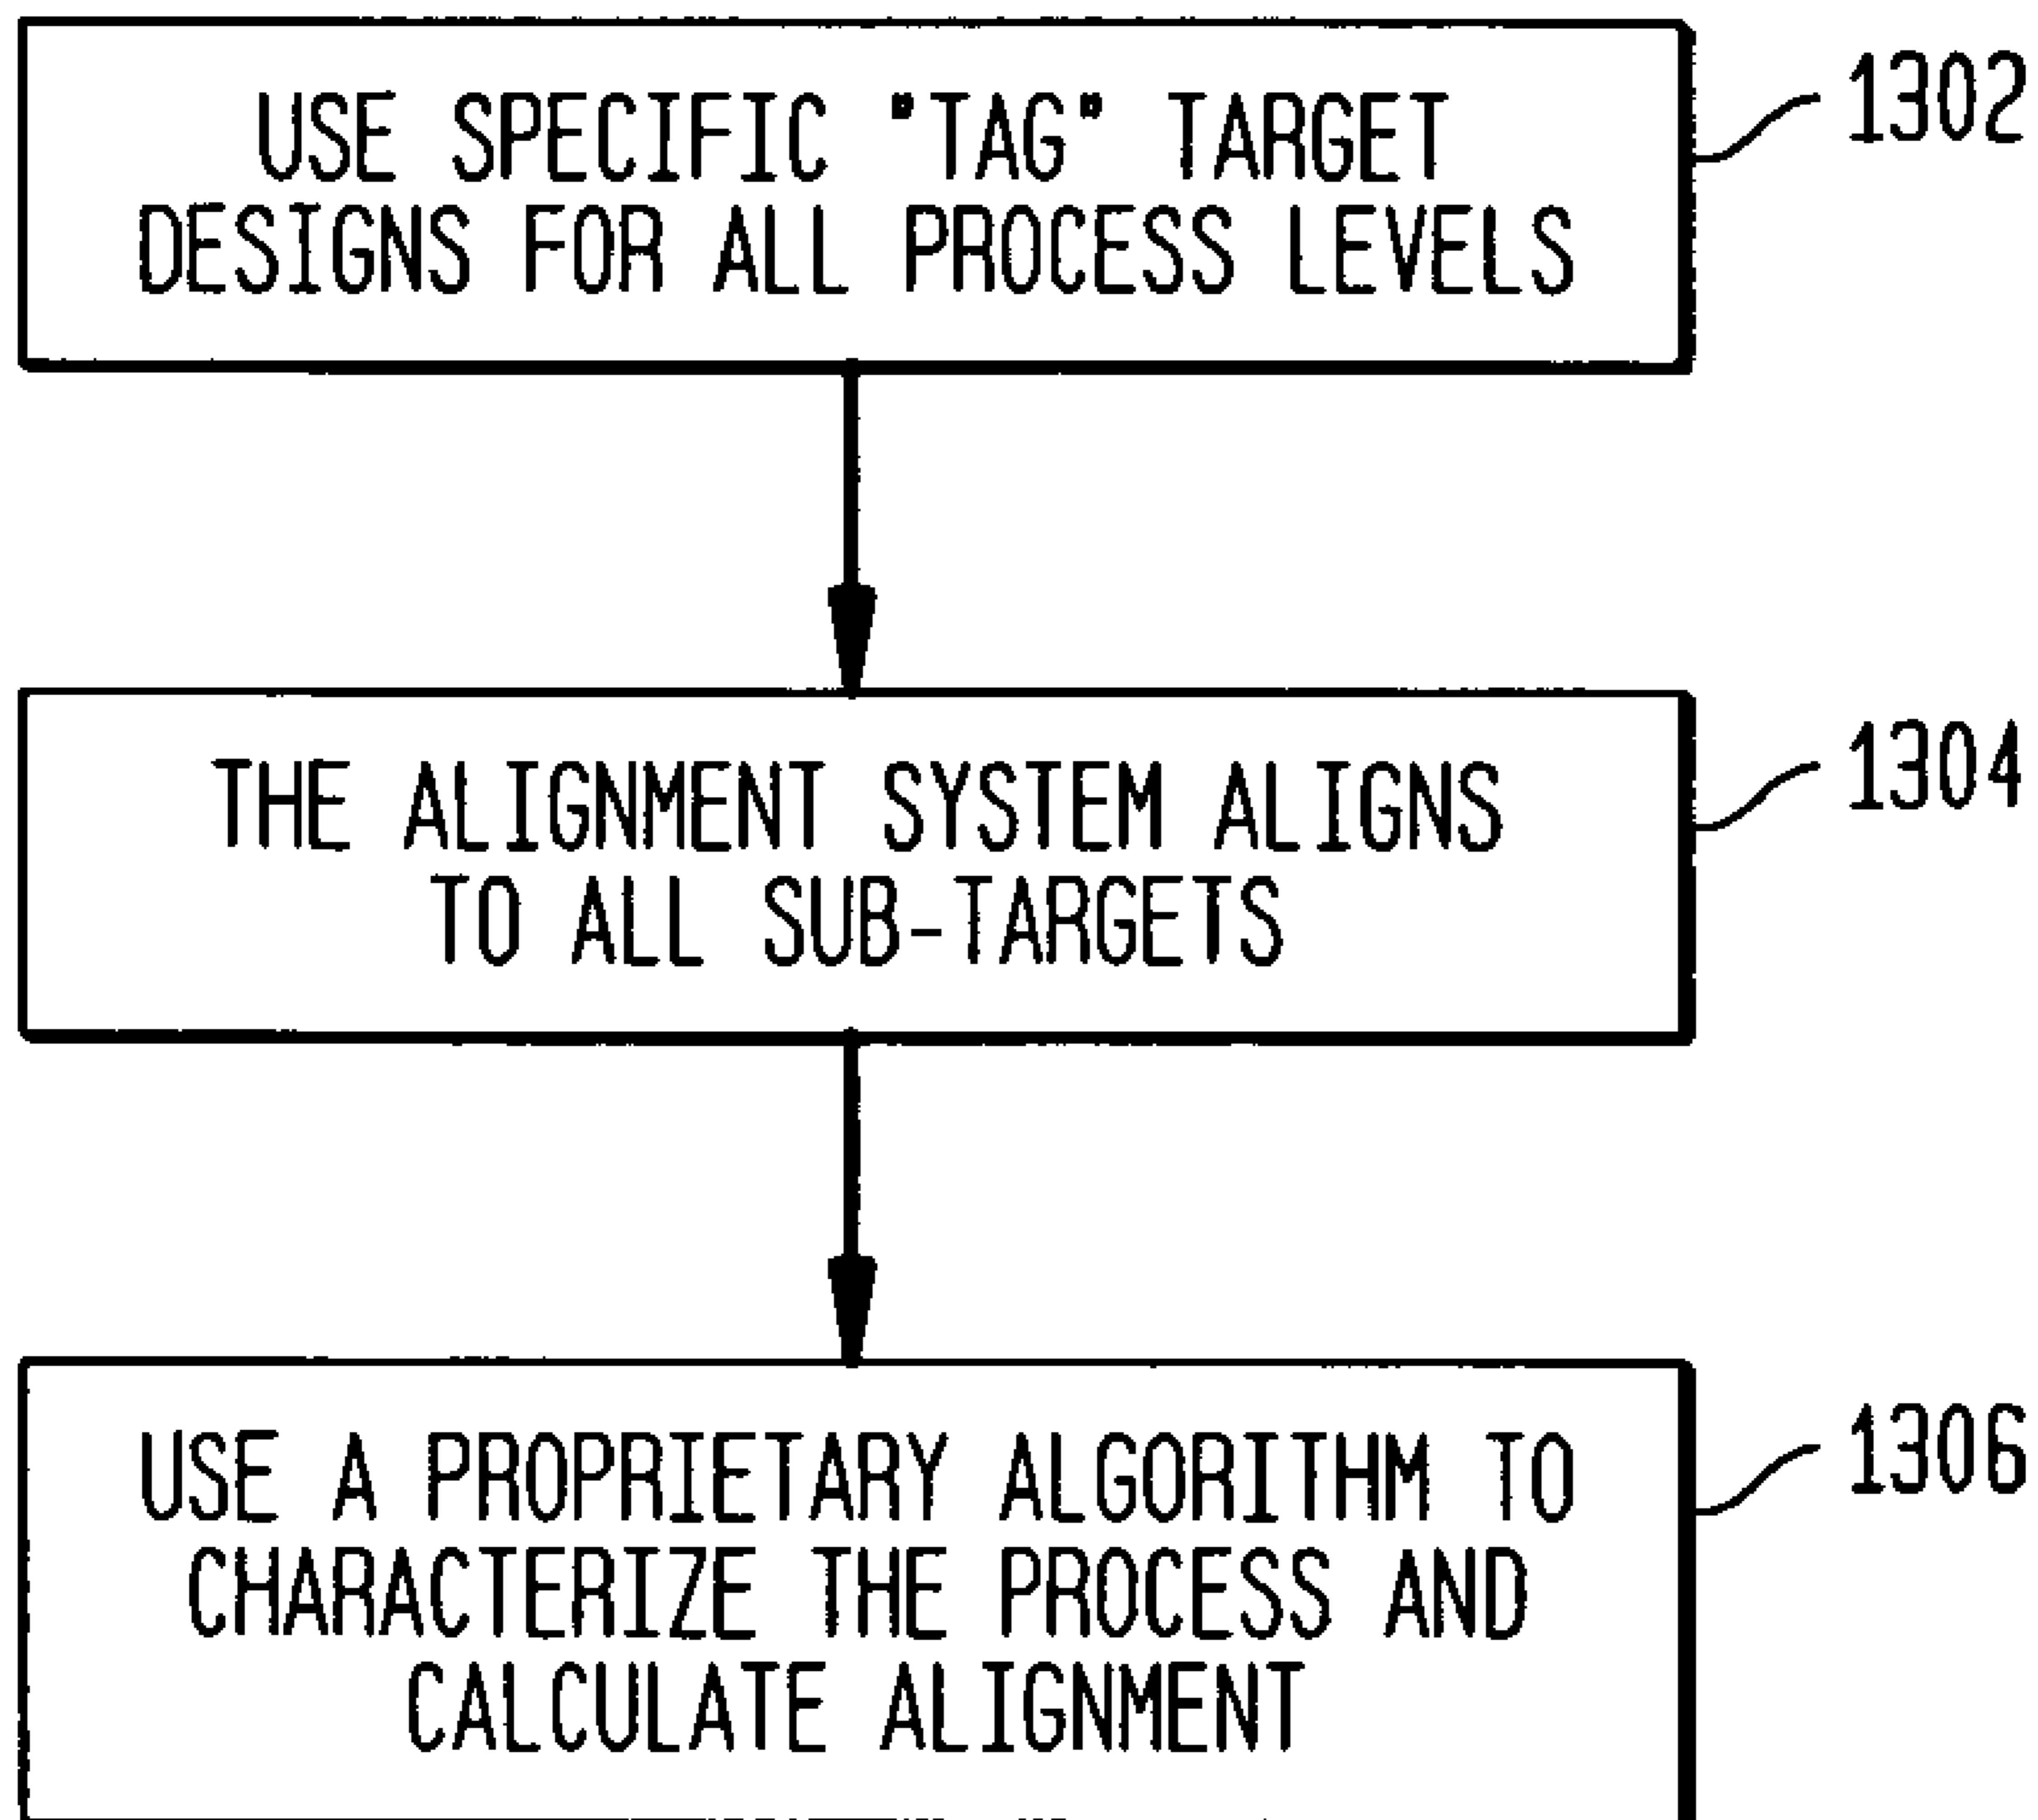 USE SPECIFIC "TAG" TARGET
DESIGNS FOR ALL PROCESS LEVELS
1302
THE ALIGNMENT SYSTEM ALIGNS
TO ALL SUB-TARGETS
1304
USE A PROPRIETARY ALGORITHM TO
CHARACTERIZE THE PROCESS AND
CALCULATE ALIGNMENT
1306